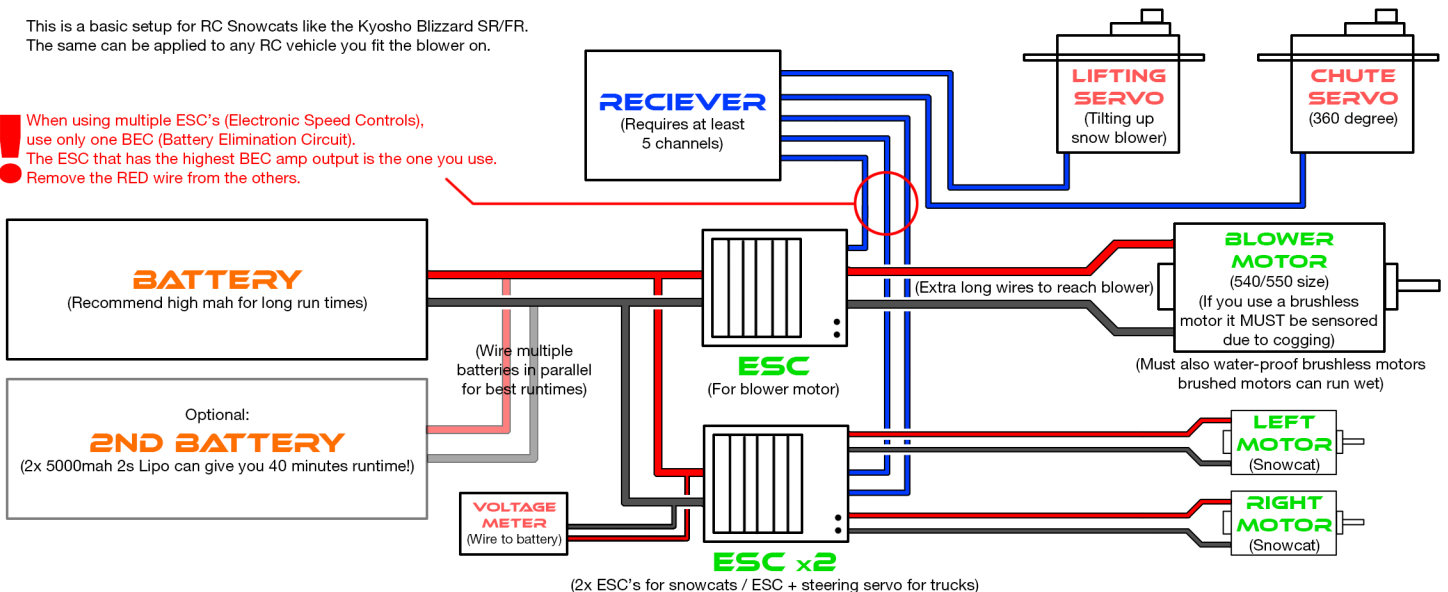 This is a basic setup for RC Snowcats like the Kyosho Blizzard SR/FR.
The same can be applied to any RC vehicle you fit the blower on.
When using multiple ESC's (Electronic Speed Controls),
use only one BEC (Battery Elimination Circuit).
The ESC that has the highest BEC amp output is the one you use.
Remove the RED wire from the others.
RECIEVER
(Requires at least
5 channels)
LIFTING
SERVO
(Tilting up
snow blower)
CHUTE
SERVO
(360 degree)
BATTERY
(Recommend high mah for long run times)
(Extra long wires to reach blower)
BLOWER
MOTOR
(540/550 size)
(If you use a brushless
motor it MUST be sensored
due to cogging)
(Must also water-proof brushless motors
brushed motors can run wet)
(Wire multiple
batteries in parallel
for best runtimes)
ESC
(For blower motor)
Optional:
2ND BATTERY
(2x 5000mah 2s Lipo can give you 40 minutes runtime!)
LEFT
MOTOR
(Snowcat)
VOLTAGE
METER
(Wire to battery)
RIGHT
MOTOR
(Snowcat)
ESC x2
(2x ESC's for snowcats / ESC + steering servo for trucks)